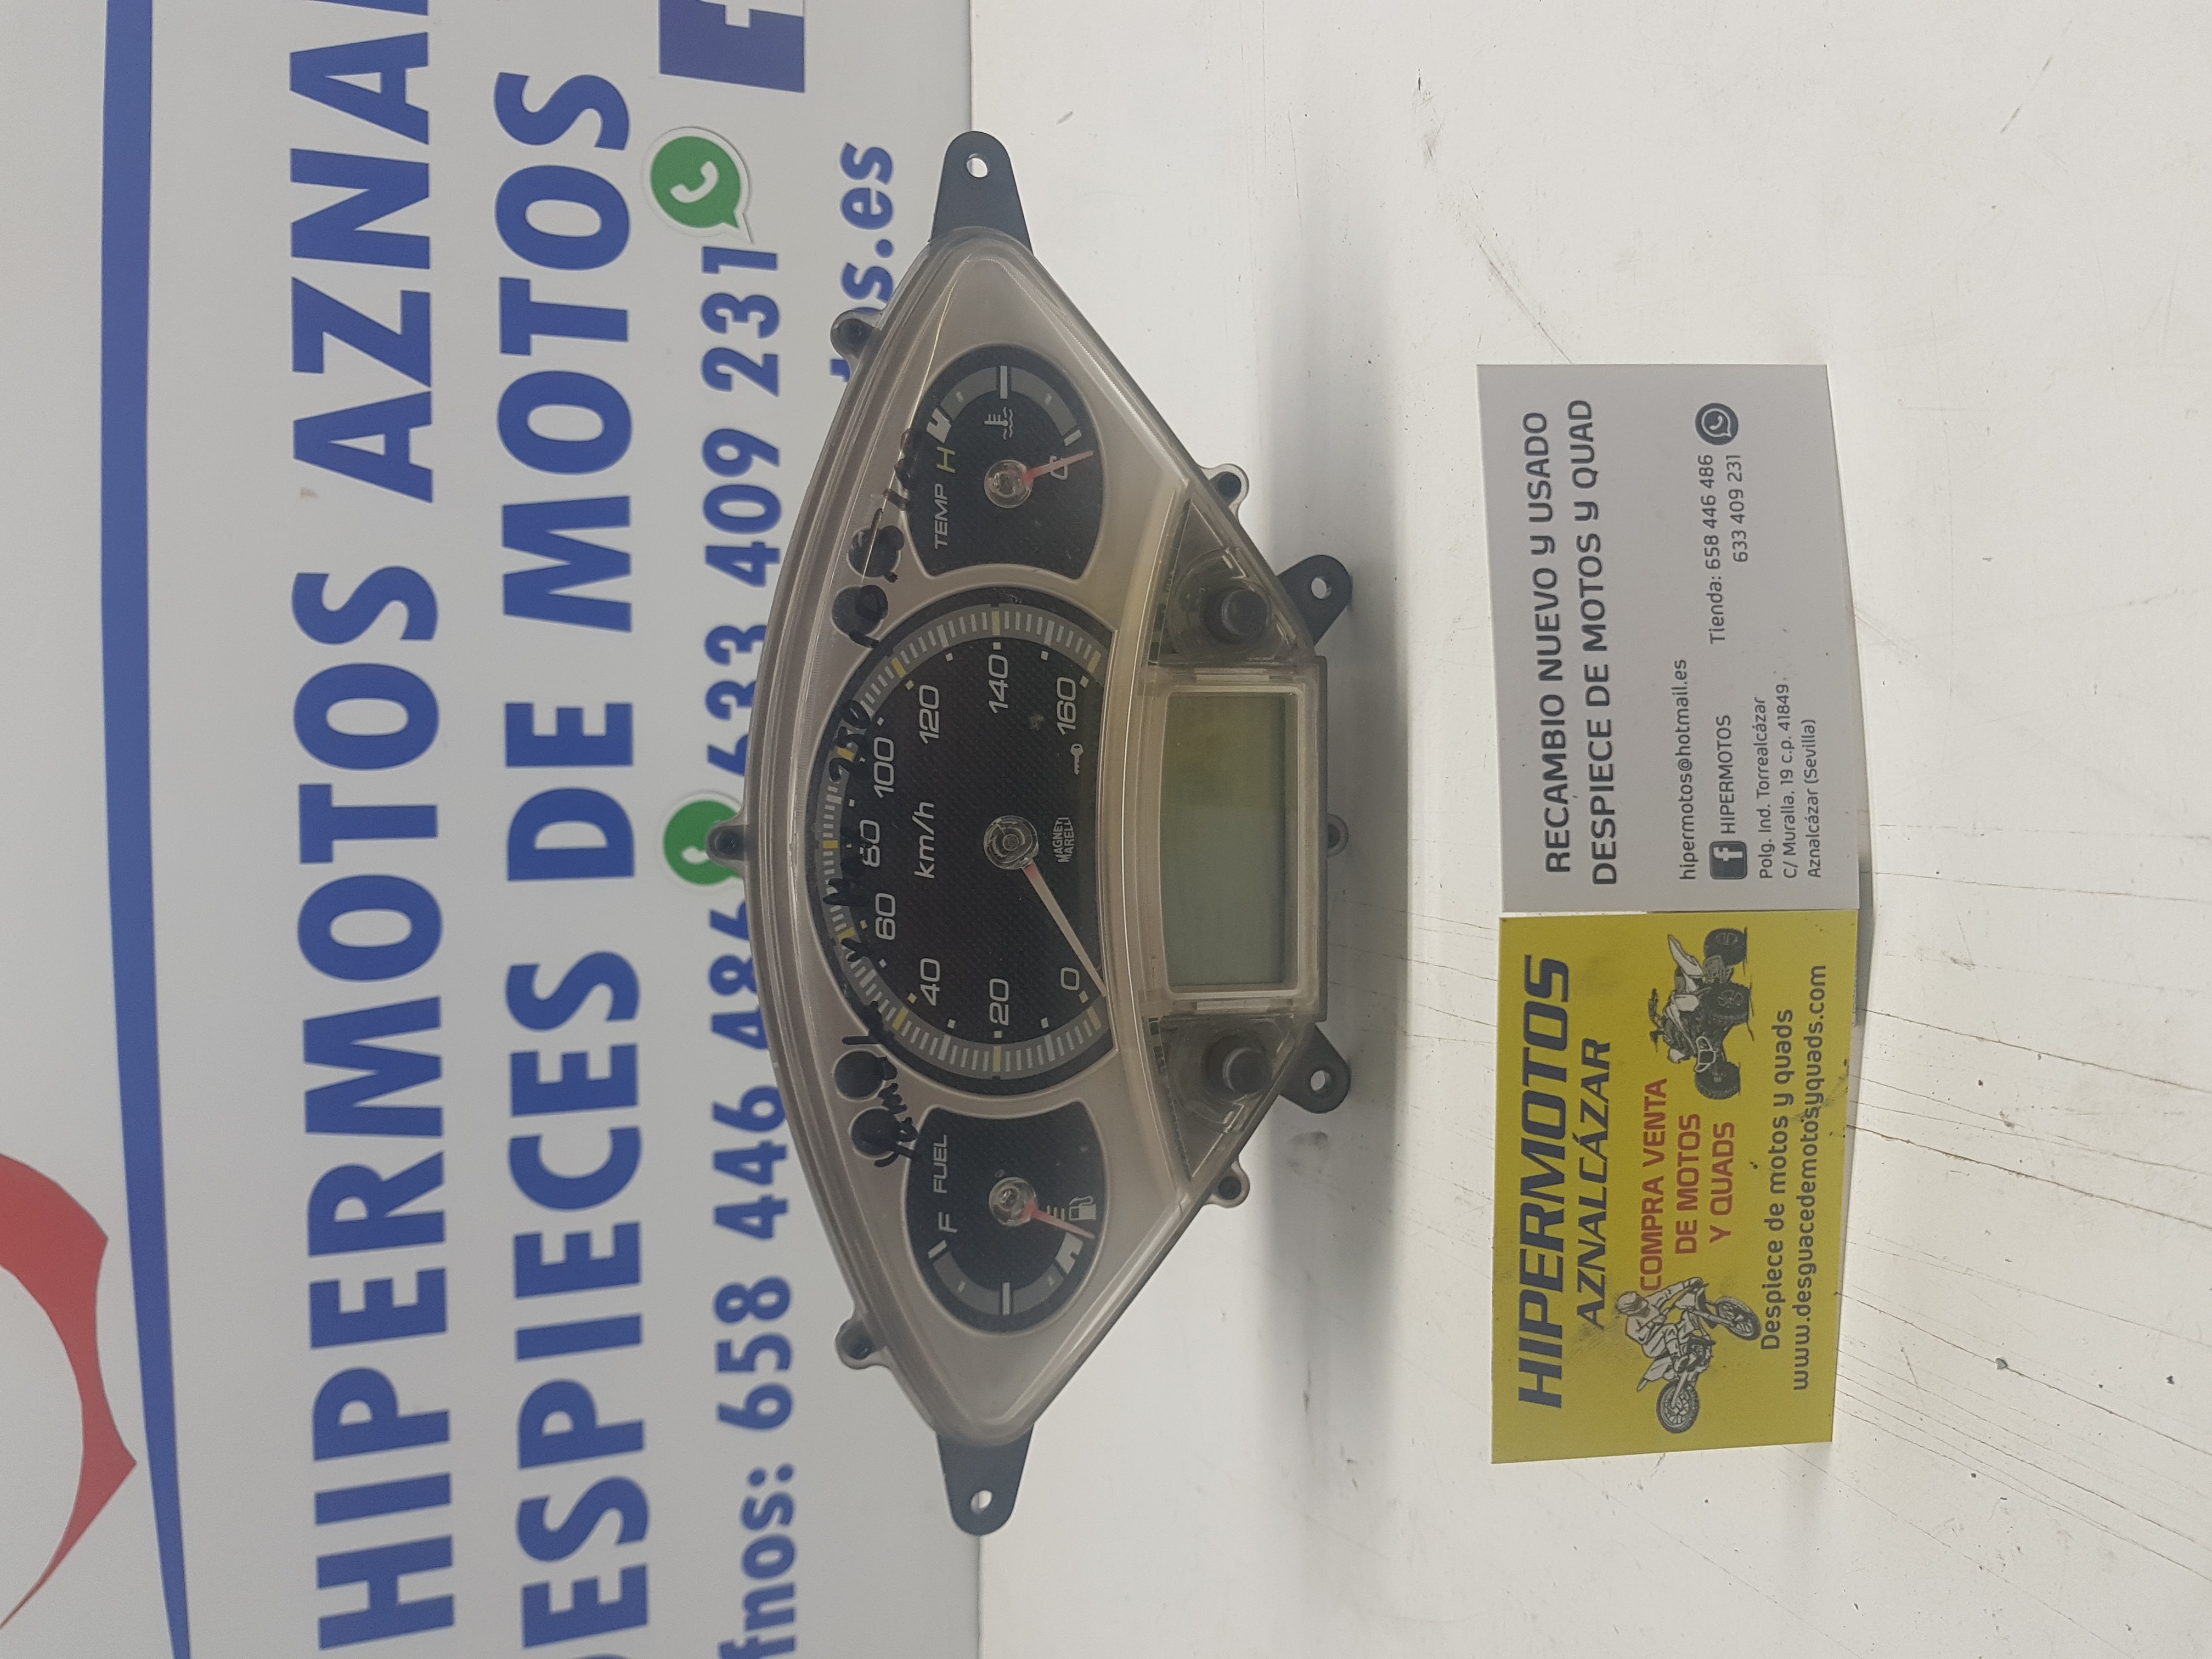 HIPERMOTOS AZNA
DESPIECES DE MOTOS
fnos: 658 446 486 633 409 231
os.es
F FUEL
TEMP H
C
40
60
80
100
120
20
140
0
160
km/h
MAGNETI
MARELLI
HIPERMOTOS
AZNALCÁZAR
COMPRA VENTA
DE MOTOS
Y QUADS
Despiece de motos y quads
www.desguacedemotosyquads.com
RECAMBIO NUEVO y USADO
DESPIECE DE MOTOS y QUAD
hipermotos@hotmail.es
Tienda: 658 446 486
f HIPERMOTOS
633 409 231
Polg. Ind. Torrealcázar
C/ Muralla, 19 c.p. 41849
Aznalcázar (Sevilla)